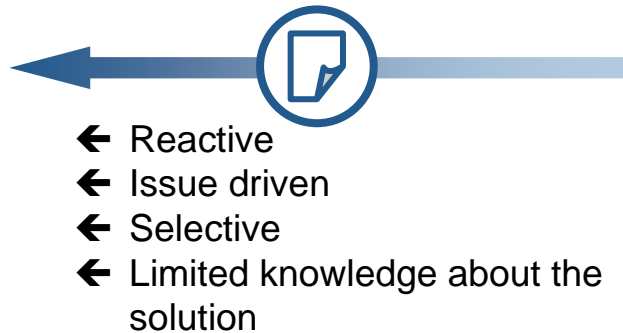 🡸 Reactive
🡸 Issue driven
🡸 Selective
🡸 Limited knowledge about the
solution